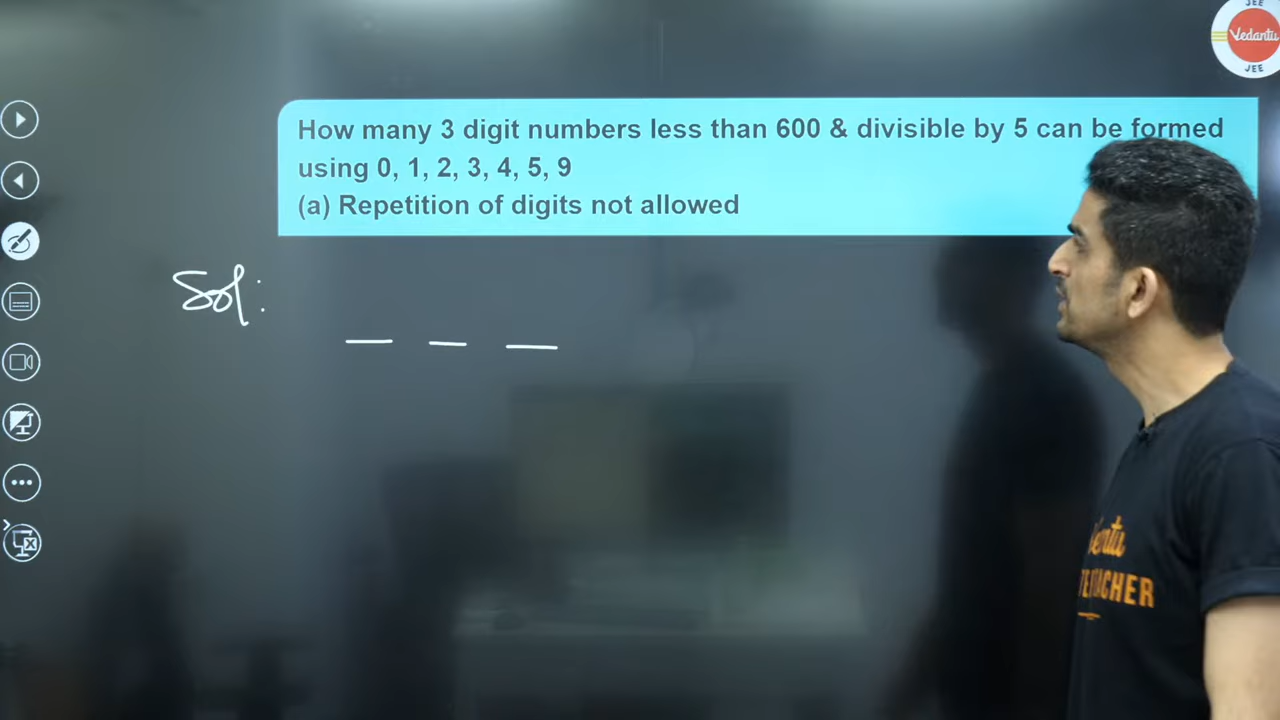 JEE
Vedantu
JEE
How many 3 digit numbers less than 600 & divisible by 5 can be formed
using 0, 1, 2, 3, 4, 5, 9
(a) Repetition of digits not allowed
Sol: